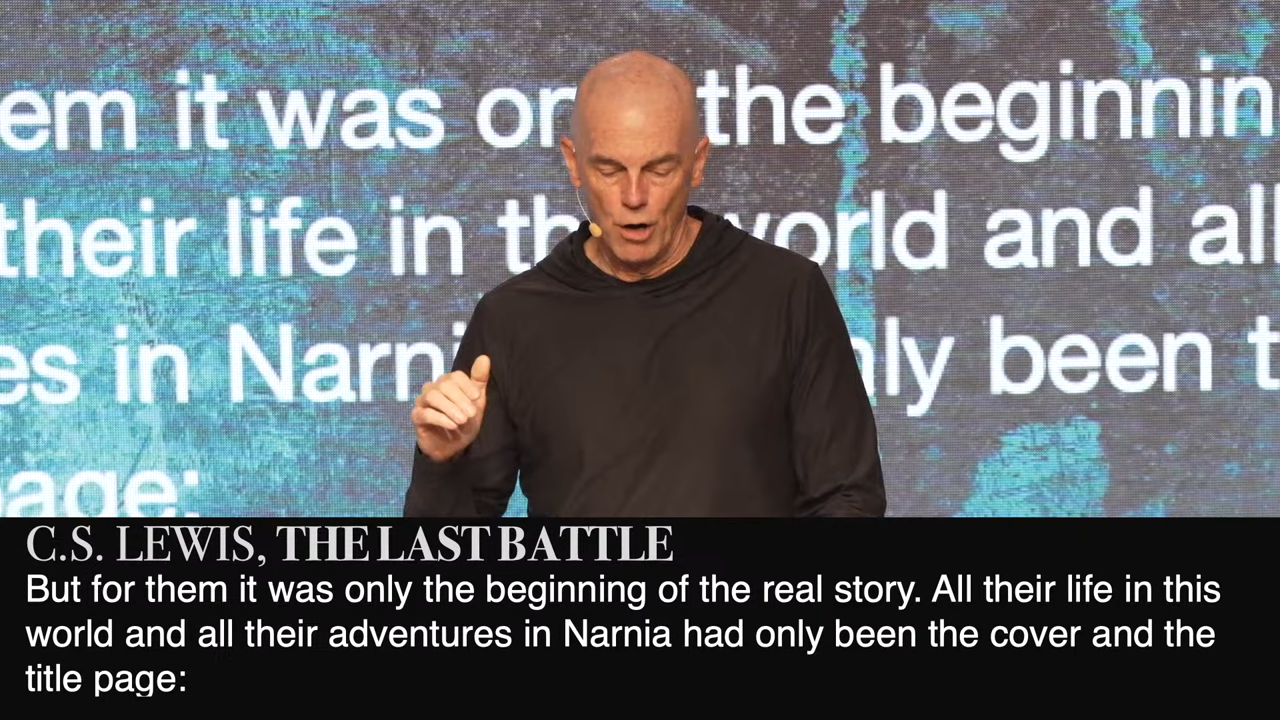 em it was on the beginnin
their life in th world and all
es in Narni nly been t
page:
C.S. LEWIS, THE LAST BATTLE
But for them it was only the beginning of the real story. All their life in this
world and all their adventures in Narnia had only been the cover and the
title page: